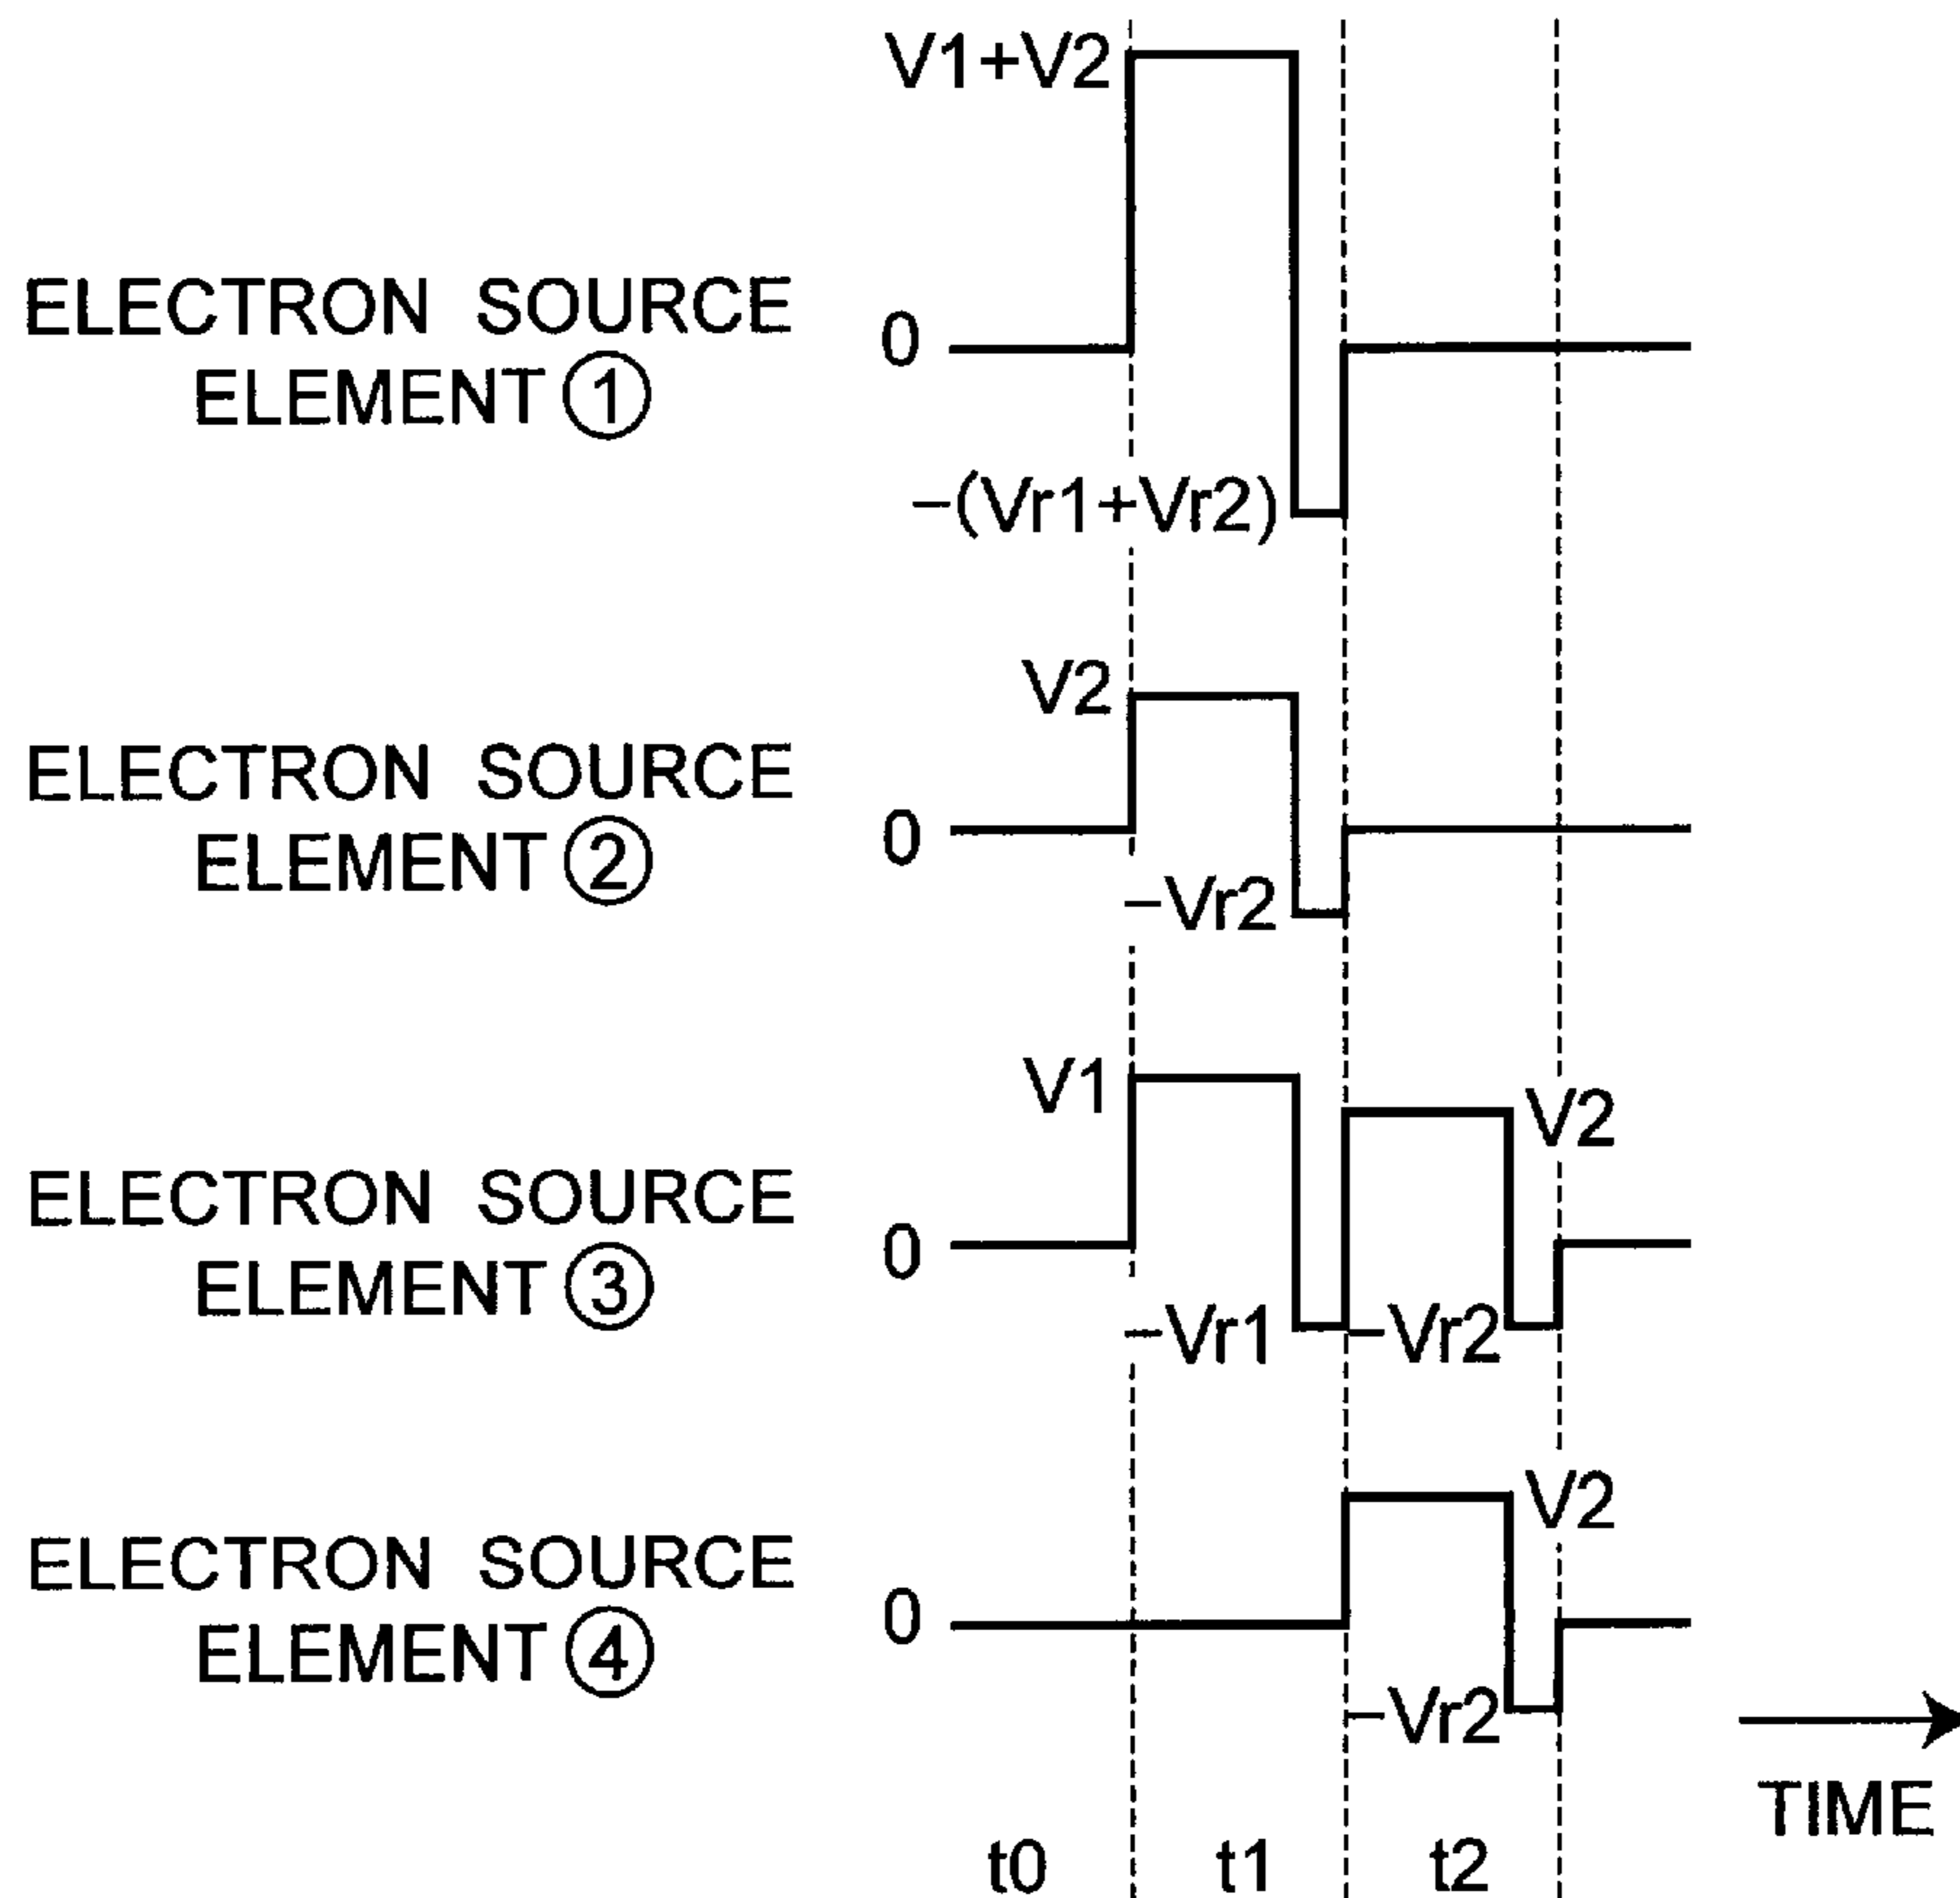 V1+V2
ELECTRON SOURCE
ELEMENT ①
0
−(Vr1+Vr2)
V2
ELECTRON SOURCE
ELEMENT ②
0
−Vr2
V1
V2
ELECTRON SOURCE
ELEMENT ③
0
−Vr1
−Vr2
V2
ELECTRON SOURCE
ELEMENT ④
0
−Vr2
TIME
t0 t1 t2